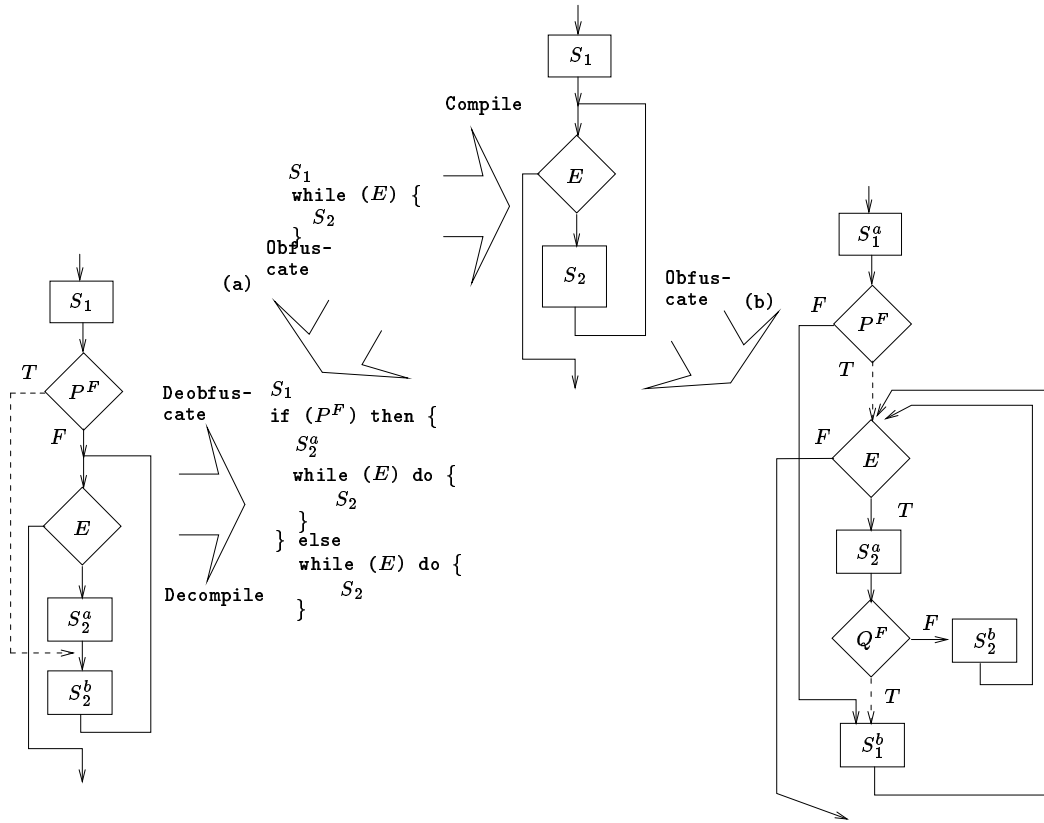 S₁
Compile
E
S₂
S₁
while (E) {
S₂
}
Obfus-
cate
(a)
Obfus-
cate
(b)
S₁
T
Pᶠ
F
E
S₂ᵃ
S₂ᵇ
Deobfus-
cate
Decompile
S₁
if (Pᶠ) then {
S₂ᵃ
while (E) do {
S₂
}
} else
while (E) do {
S₂
}
S₁ᵃ
F
Pᶠ
T
F
E
T
S₂ᵃ
Qᶠ
F
S₂ᵇ
T
S₁ᵇ